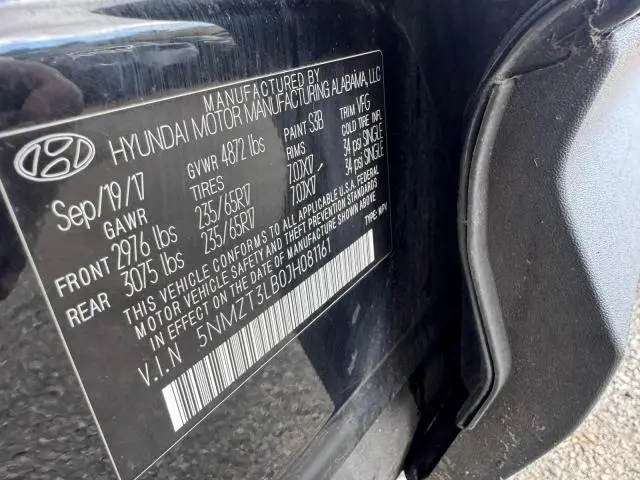 MANUFACTURED BY
HYUNDAI MOTOR MANUFACTURING ALABAMA, LLC
Sep/19/17 GVWR 4872 lbs PAINT S3B TRIM VFG
GAWR TIRES RIMS COLD TIRE INFL.
FRONT 2976 lbs 235/65R17 7.0JX17 34 psi SINGLE
REAR 3075 lbs 235/65R17 7.0JX17 34 psi SINGLE
THIS VEHICLE CONFORMS TO ALL APPLICABLE U.S.A. FEDERAL
MOTOR VEHICLE SAFETY AND THEFT PREVENTION STANDARDS
IN EFFECT ON THE DATE OF MANUFACTURE SHOWN ABOVE.
V.I.N 5NMZT3LB0JH081161 TYPE: MPV